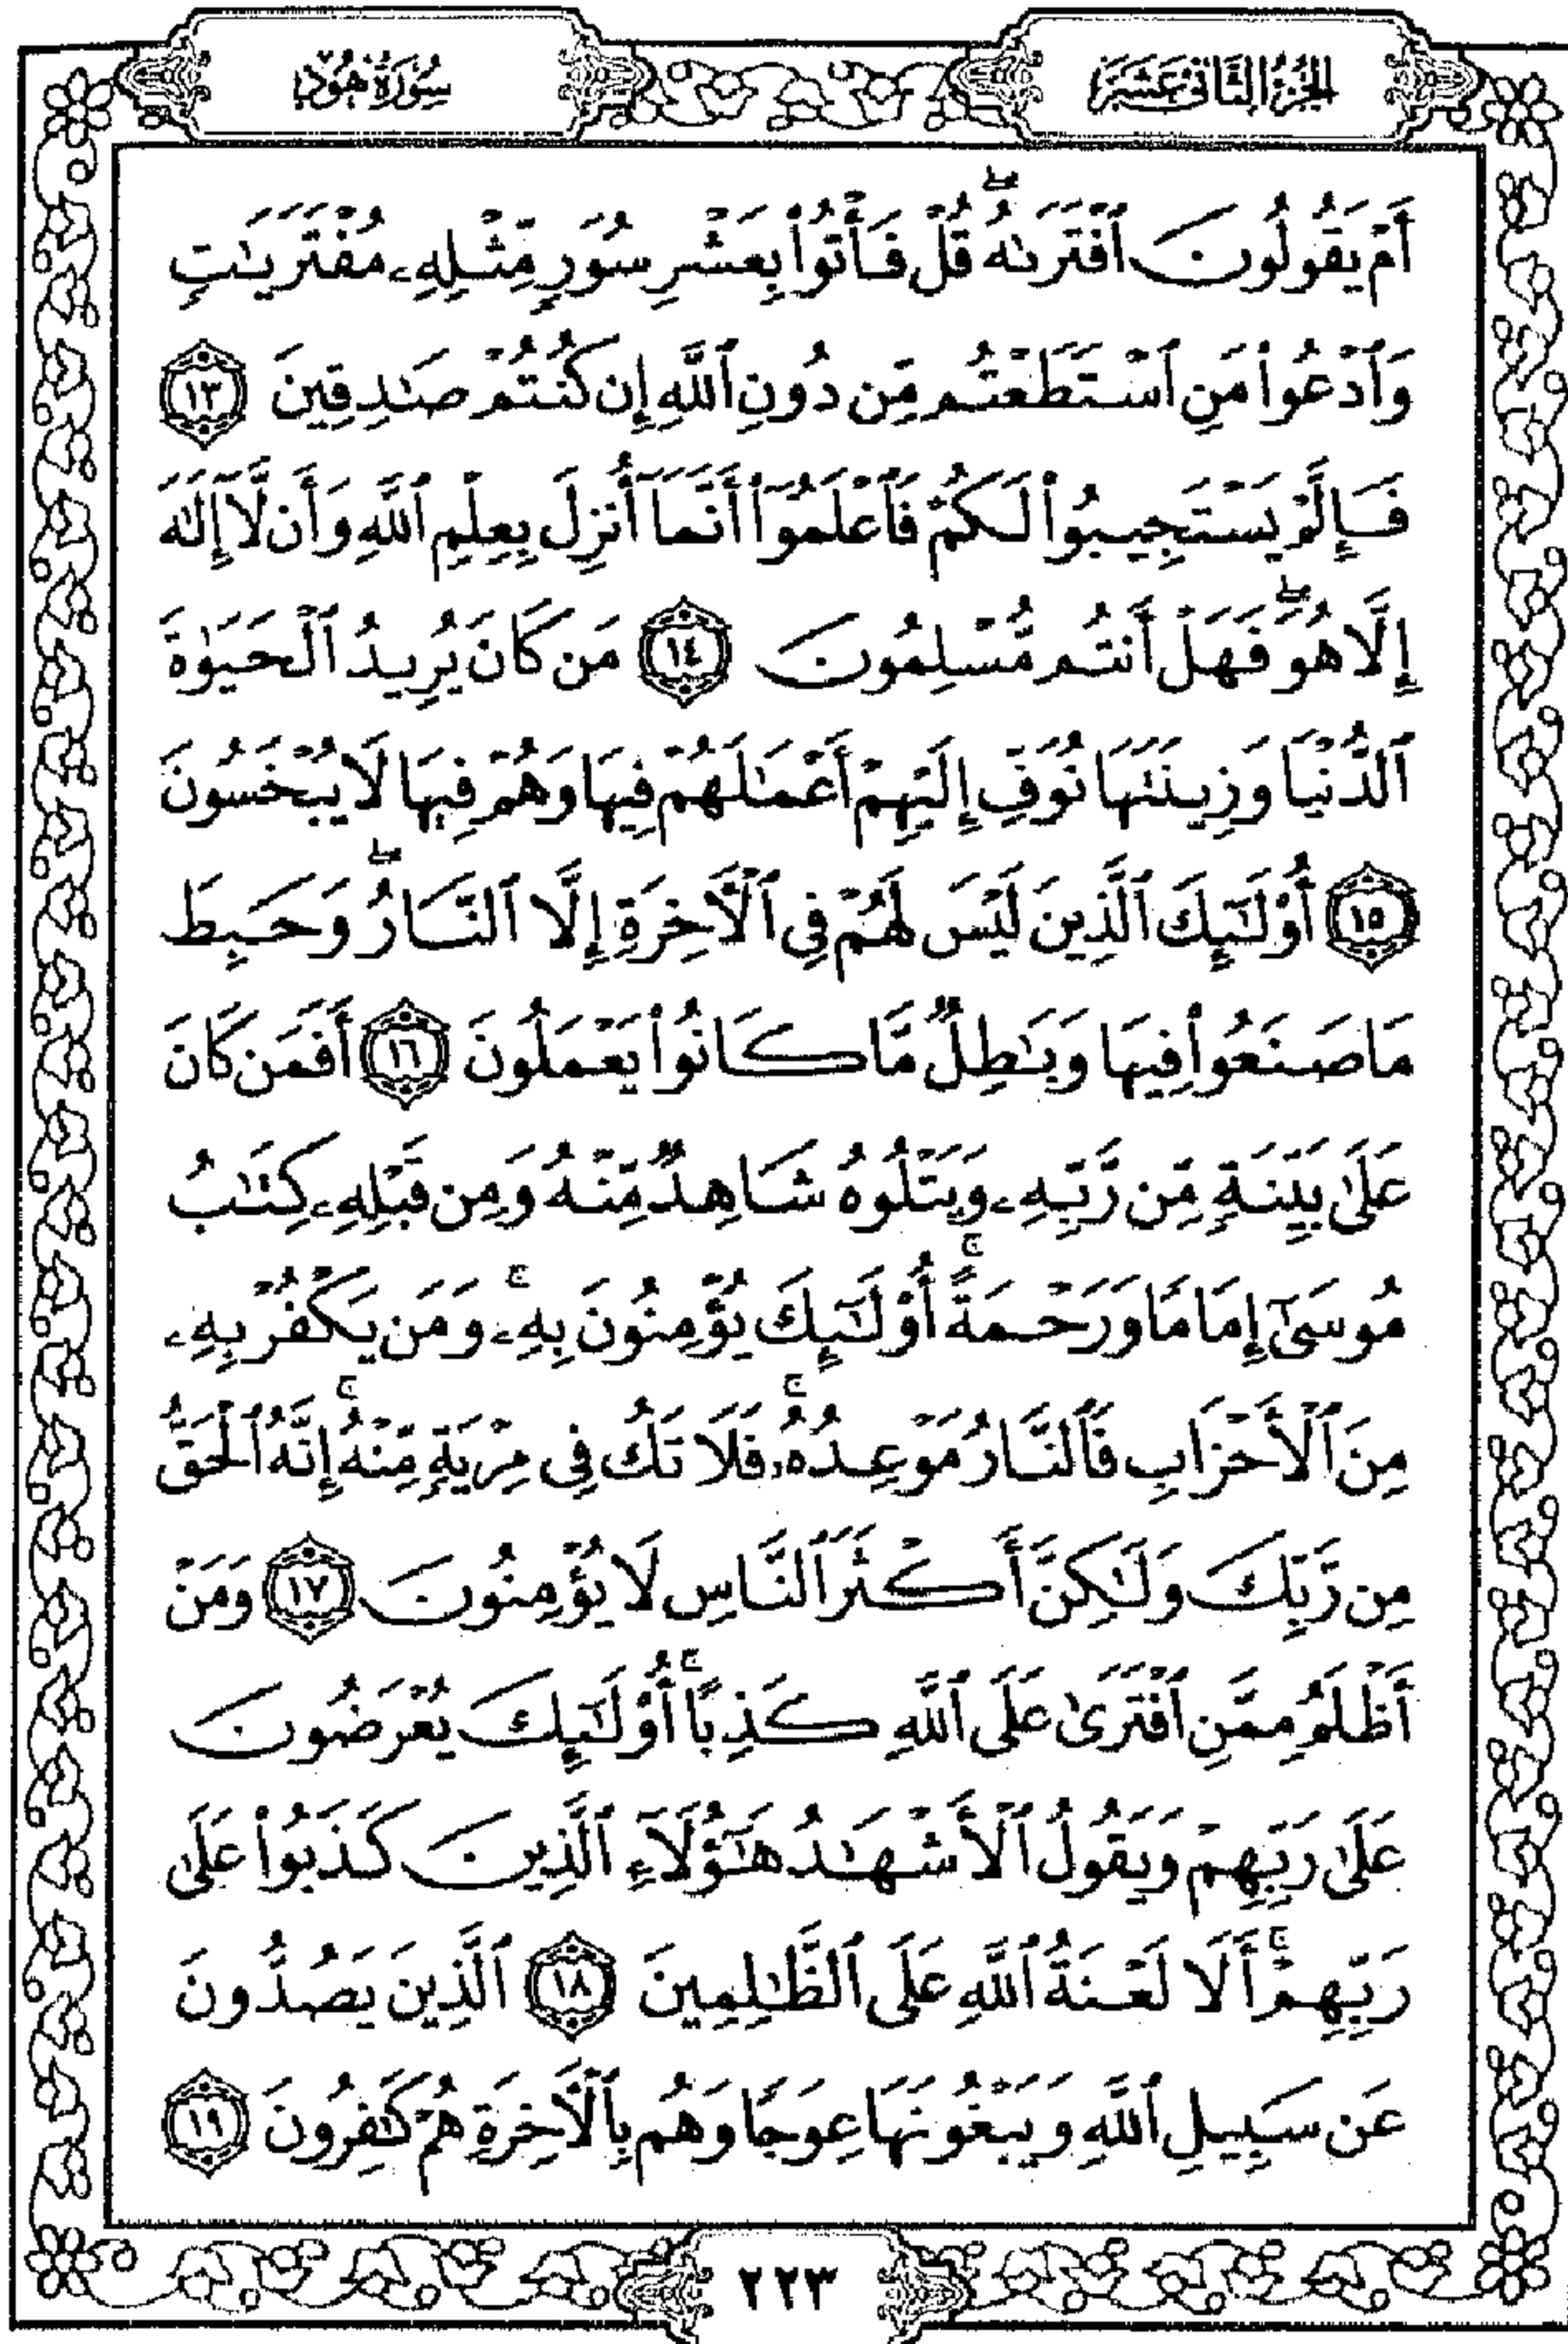 الجزء الثاني عشر
سورة هود
أَمْ يَقُولُونَ ٱفْتَرَىٰهُ ۖ قُلْ فَأْتُوا۟ بِعَشْرِ سُوَرٍ مِّثْلِهِۦ مُفْتَرَيَـٰتٍ
وَٱدْعُوا۟ مَنِ ٱسْتَطَعْتُم مِّن دُونِ ٱللَّهِ إِن كُنتُمْ صَـٰدِقِينَ ١٣
فَإِلَّمْ يَسْتَجِيبُوا۟ لَكُمْ فَٱعْلَمُوٓا۟ أَنَّمَآ أُنزِلَ بِعِلْمِ ٱللَّهِ وَأَن لَّآ إِلَـٰهَ
إِلَّا هُوَ ۖ فَهَلْ أَنتُم مُّسْلِمُونَ ١٤ مَن كَانَ يُرِيدُ ٱلْحَيَوٰةَ
ٱلدُّنْيَا وَزِينَتَهَا نُوَفِّ إِلَيْهِمْ أَعْمَـٰلَهُمْ فِيهَا وَهُمْ فِيهَا لَا يُبْخَسُونَ
١٥ أُو۟لَـٰٓئِكَ ٱلَّذِينَ لَيْسَ لَهُمْ فِى ٱلْـَٔاخِرَةِ إِلَّا ٱلنَّارُ ۖ وَحَبِطَ
مَا صَنَعُوا۟ فِيهَا وَبَـٰطِلٌ مَّا كَانُوا۟ يَعْمَلُونَ ١٦ أَفَمَن كَانَ
عَلَىٰ بَيِّنَةٍ مِّن رَّبِّهِۦ وَيَتْلُوهُ شَاهِدٌ مِّنْهُ وَمِن قَبْلِهِۦ كِتَـٰبُ
مُوسَىٰٓ إِمَامًا وَرَحْمَةً ۚ أُو۟لَـٰٓئِكَ يُؤْمِنُونَ بِهِۦ ۚ وَمَن يَكْفُرْ بِهِۦ
مِنَ ٱلْأَحْزَابِ فَٱلنَّارُ مَوْعِدُهُۥ ۚ فَلَا تَكُ فِى مِرْيَةٍ مِّنْهُ ۚ إِنَّهُ ٱلْحَقُّ
مِن رَّبِّكَ وَلَـٰكِنَّ أَكْثَرَ ٱلنَّاسِ لَا يُؤْمِنُونَ ١٧ وَمَنْ
أَظْلَمُ مِمَّنِ ٱفْتَرَىٰ عَلَى ٱللَّهِ كَذِبًا ۚ أُو۟لَـٰٓئِكَ يُعْرَضُونَ
عَلَىٰ رَبِّهِمْ وَيَقُولُ ٱلْأَشْهَـٰدُ هَـٰٓؤُلَآءِ ٱلَّذِينَ كَذَبُوا۟ عَلَىٰ
رَبِّهِمْ ۚ أَلَا لَعْنَةُ ٱللَّهِ عَلَى ٱلظَّـٰلِمِينَ ١٨ ٱلَّذِينَ يَصُدُّونَ
عَن سَبِيلِ ٱللَّهِ وَيَبْغُونَهَا عِوَجًا وَهُم بِٱلْـَٔاخِرَةِ هُمْ كَـٰفِرُونَ ١٩
٢٢٣